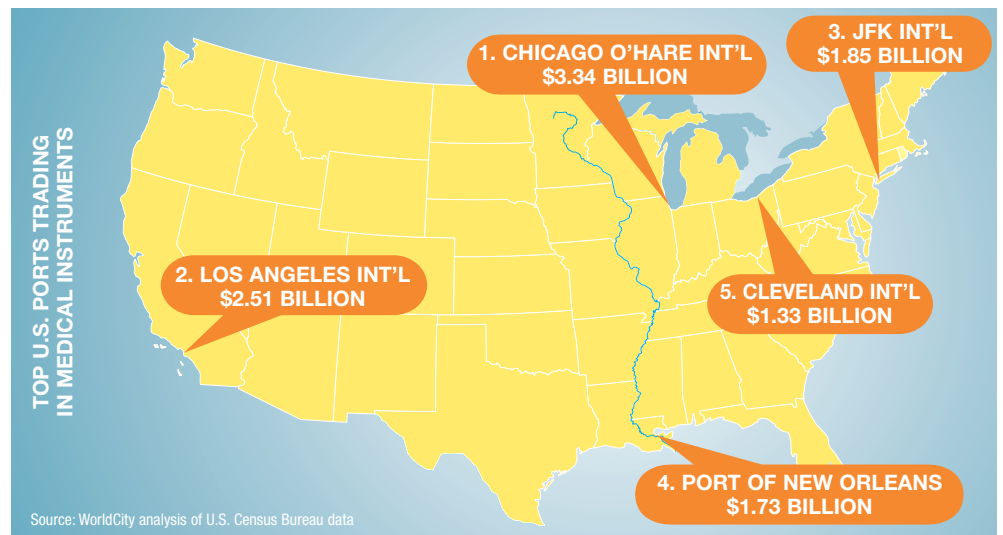 TOP U.S. PORTS TRADING
IN MEDICAL INSTRUMENTS
1. CHICAGO O’HARE INT’L
$3.34 BILLION
3. JFK INT’L
$1.85 BILLION
2. LOS ANGELES INT’L
$2.51 BILLION
5. CLEVELAND INT’L
$1.33 BILLION
4. PORT OF NEW ORLEANS
$1.73 BILLION
Source: WorldCity analysis of U.S. Census Bureau data